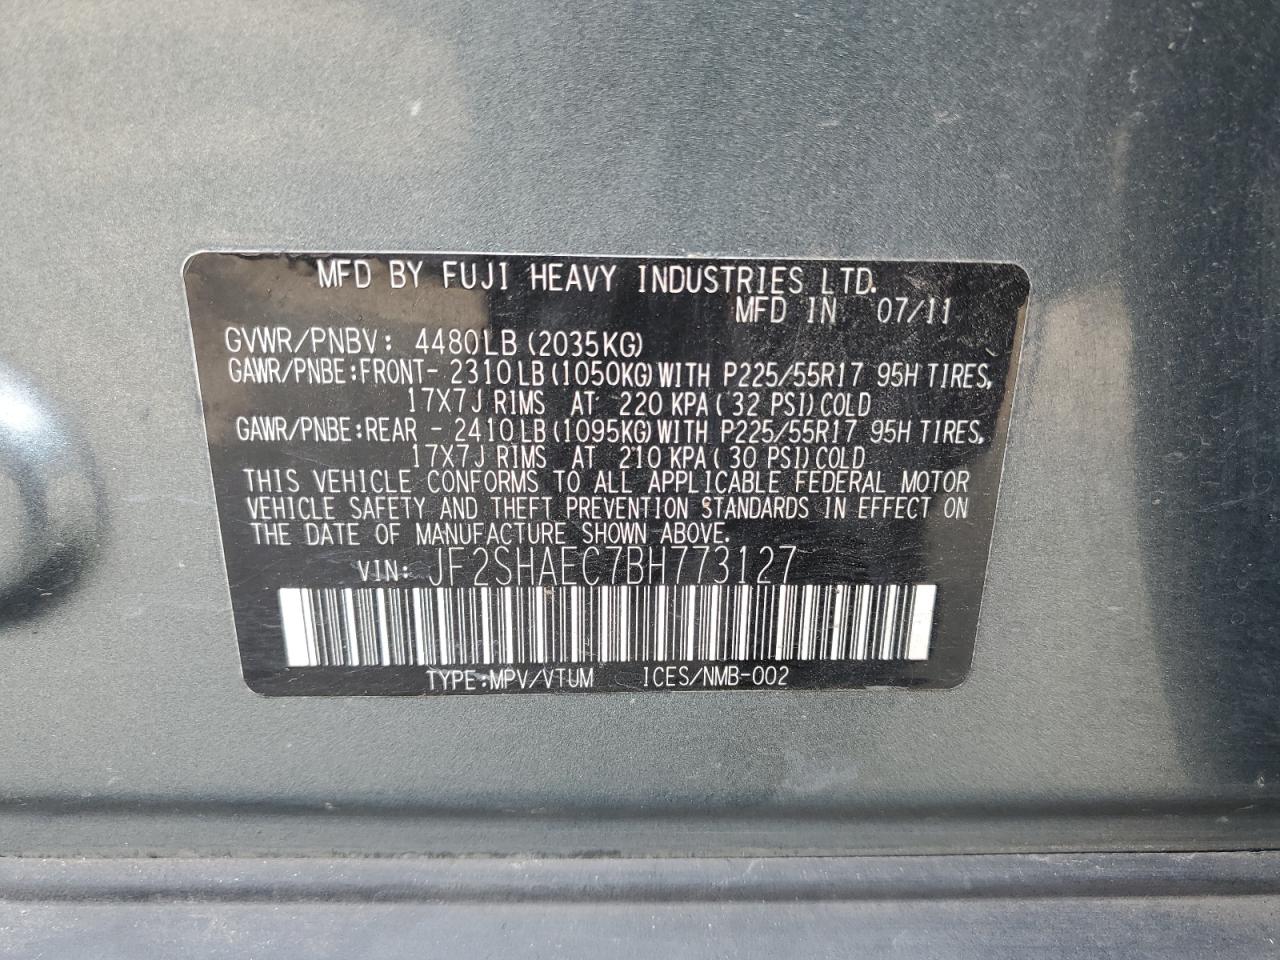 MFD BY FUJI HEAVY INDUSTRIES LTD.
MFD IN 07/11
GVWR/PNBV: 4480LB (2035KG)
GAWR/PNBE:FRONT- 2310LB (1050KG) WITH P225/55R17 95H TIRES,
17X7J RIMS AT 220 KPA ( 32 PSI) COLD
GAWR/PNBE:REAR - 2410LB (1095KG) WITH P225/55R17 95H TIRES,
17X7J RIMS AT 210 KPA ( 30 PSI) COLD
THIS VEHICLE CONFORMS TO ALL APPLICABLE FEDERAL MOTOR
VEHICLE SAFETY AND THEFT PREVENTION STANDARDS IN EFFECT ON
THE DATE OF MANUFACTURE SHOWN ABOVE.
VIN: JF2SHAEC7BH773127
TYPE:MPV/VTUM ICES/NMB-002